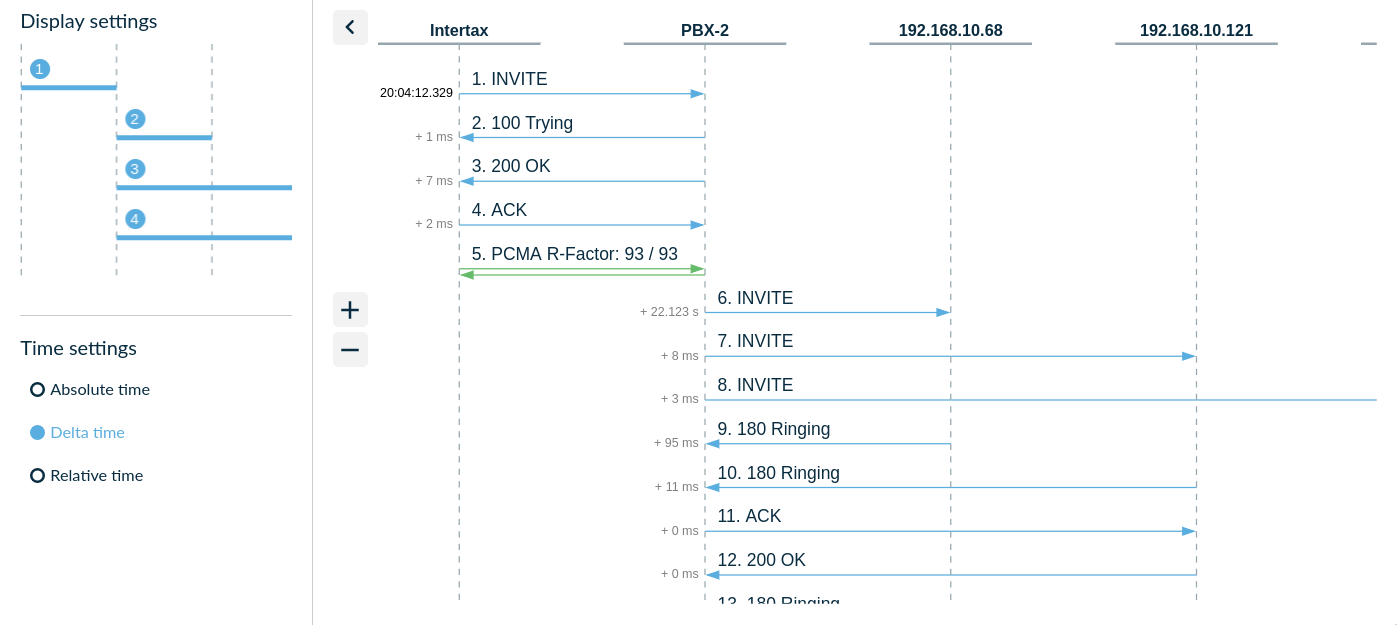 Display settings
1
2
3
4
Time settings
Absolute time
Delta time
Relative time
Intertax
PBX-2
192.168.10.68
192.168.10.121
1. INVITE
20:04:12.329
2. 100 Trying
+ 1 ms
3. 200 OK
+ 7 ms
4. ACK
+ 2 ms
5. PCMA R-Factor: 93 / 93
6. INVITE
+ 22.123 s
7. INVITE
+ 8 ms
8. INVITE
+ 3 ms
9. 180 Ringing
+ 95 ms
10. 180 Ringing
+ 11 ms
11. ACK
+ 0 ms
12. 200 OK
+ 0 ms
13. 180 Ringing